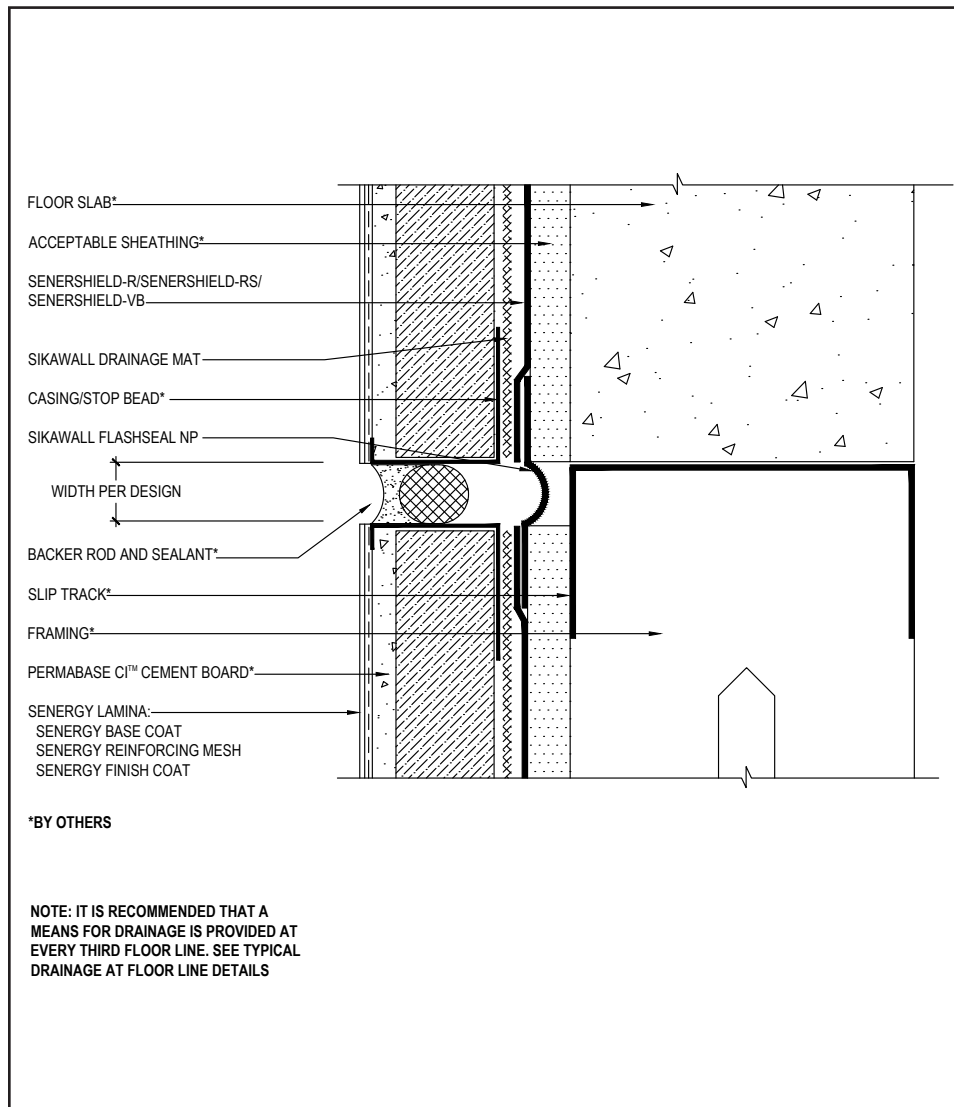 FLOOR SLAB*
ACCEPTABLE SHEATHING*
SENERSHIELD-R/SENERSHIELD-RS/
SENERSHIELD-VB
SIKAWALL DRAINAGE MAT
CASING/STOP BEAD*
SIKAWALL FLASHSEAL NP
WIDTH PER DESIGN
BACKER ROD AND SEALANT*
SLIP TRACK*
FRAMING*
PERMABASE CI™ CEMENT BOARD*
SENERGY LAMINA:
SENERGY BASE COAT
SENERGY REINFORCING MESH
SENERGY FINISH COAT
*BY OTHERS
NOTE: IT IS RECOMMENDED THAT A
MEANS FOR DRAINAGE IS PROVIDED AT
EVERY THIRD FLOOR LINE. SEE TYPICAL
DRAINAGE AT FLOOR LINE DETAILS